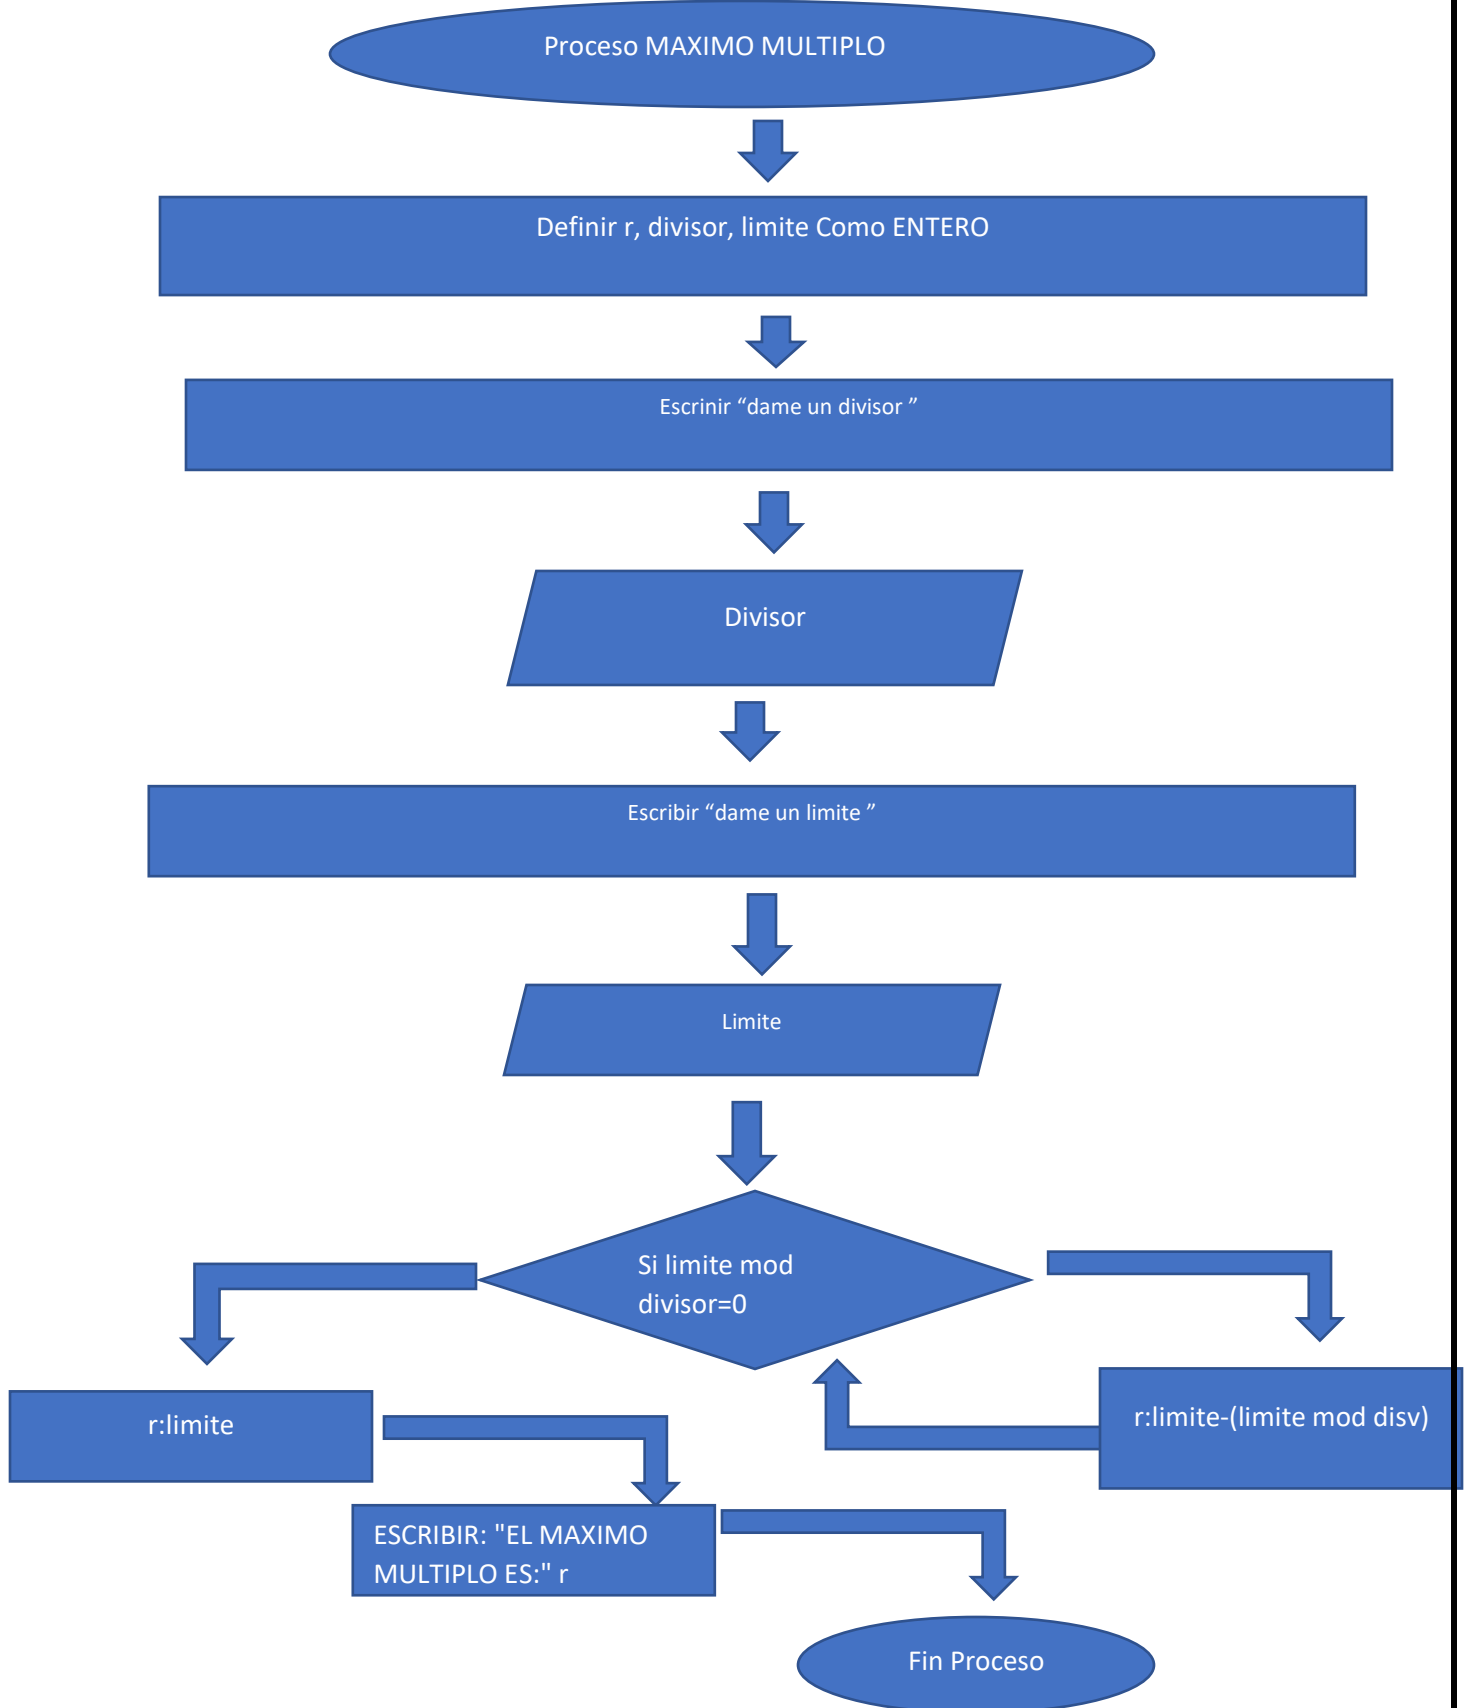 Proceso MAXIMO MULTIPLO
Definir r, divisor, limite Como ENTERO
Escrinir “dame un divisor ”
Divisor
Escribir “dame un limite ”
Limite
Si limite mod
divisor=0
r:limite
r:limite-(limite mod disv)
ESCRIBIR: "EL MAXIMO
MULTIPLO ES:" r
Fin Proceso